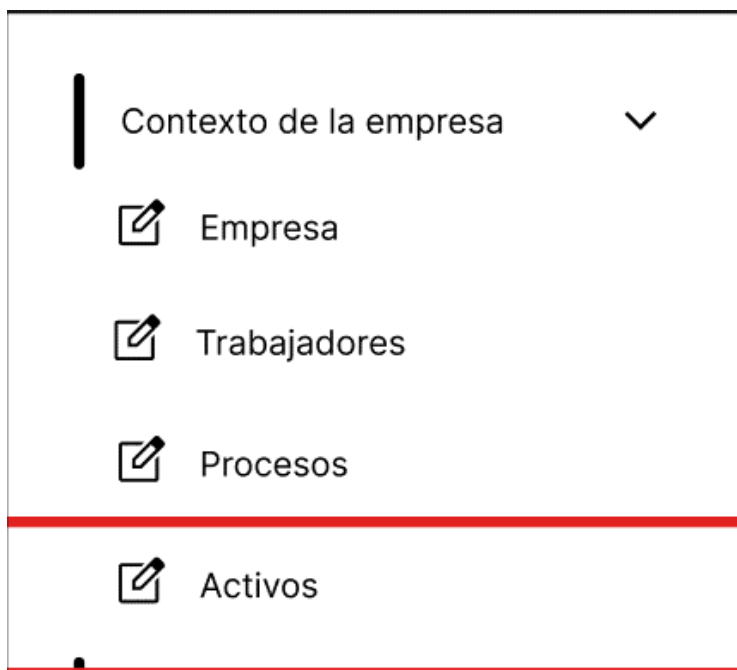 Contexto de la empresa
Empresa
Trabajadores
Procesos
Activos